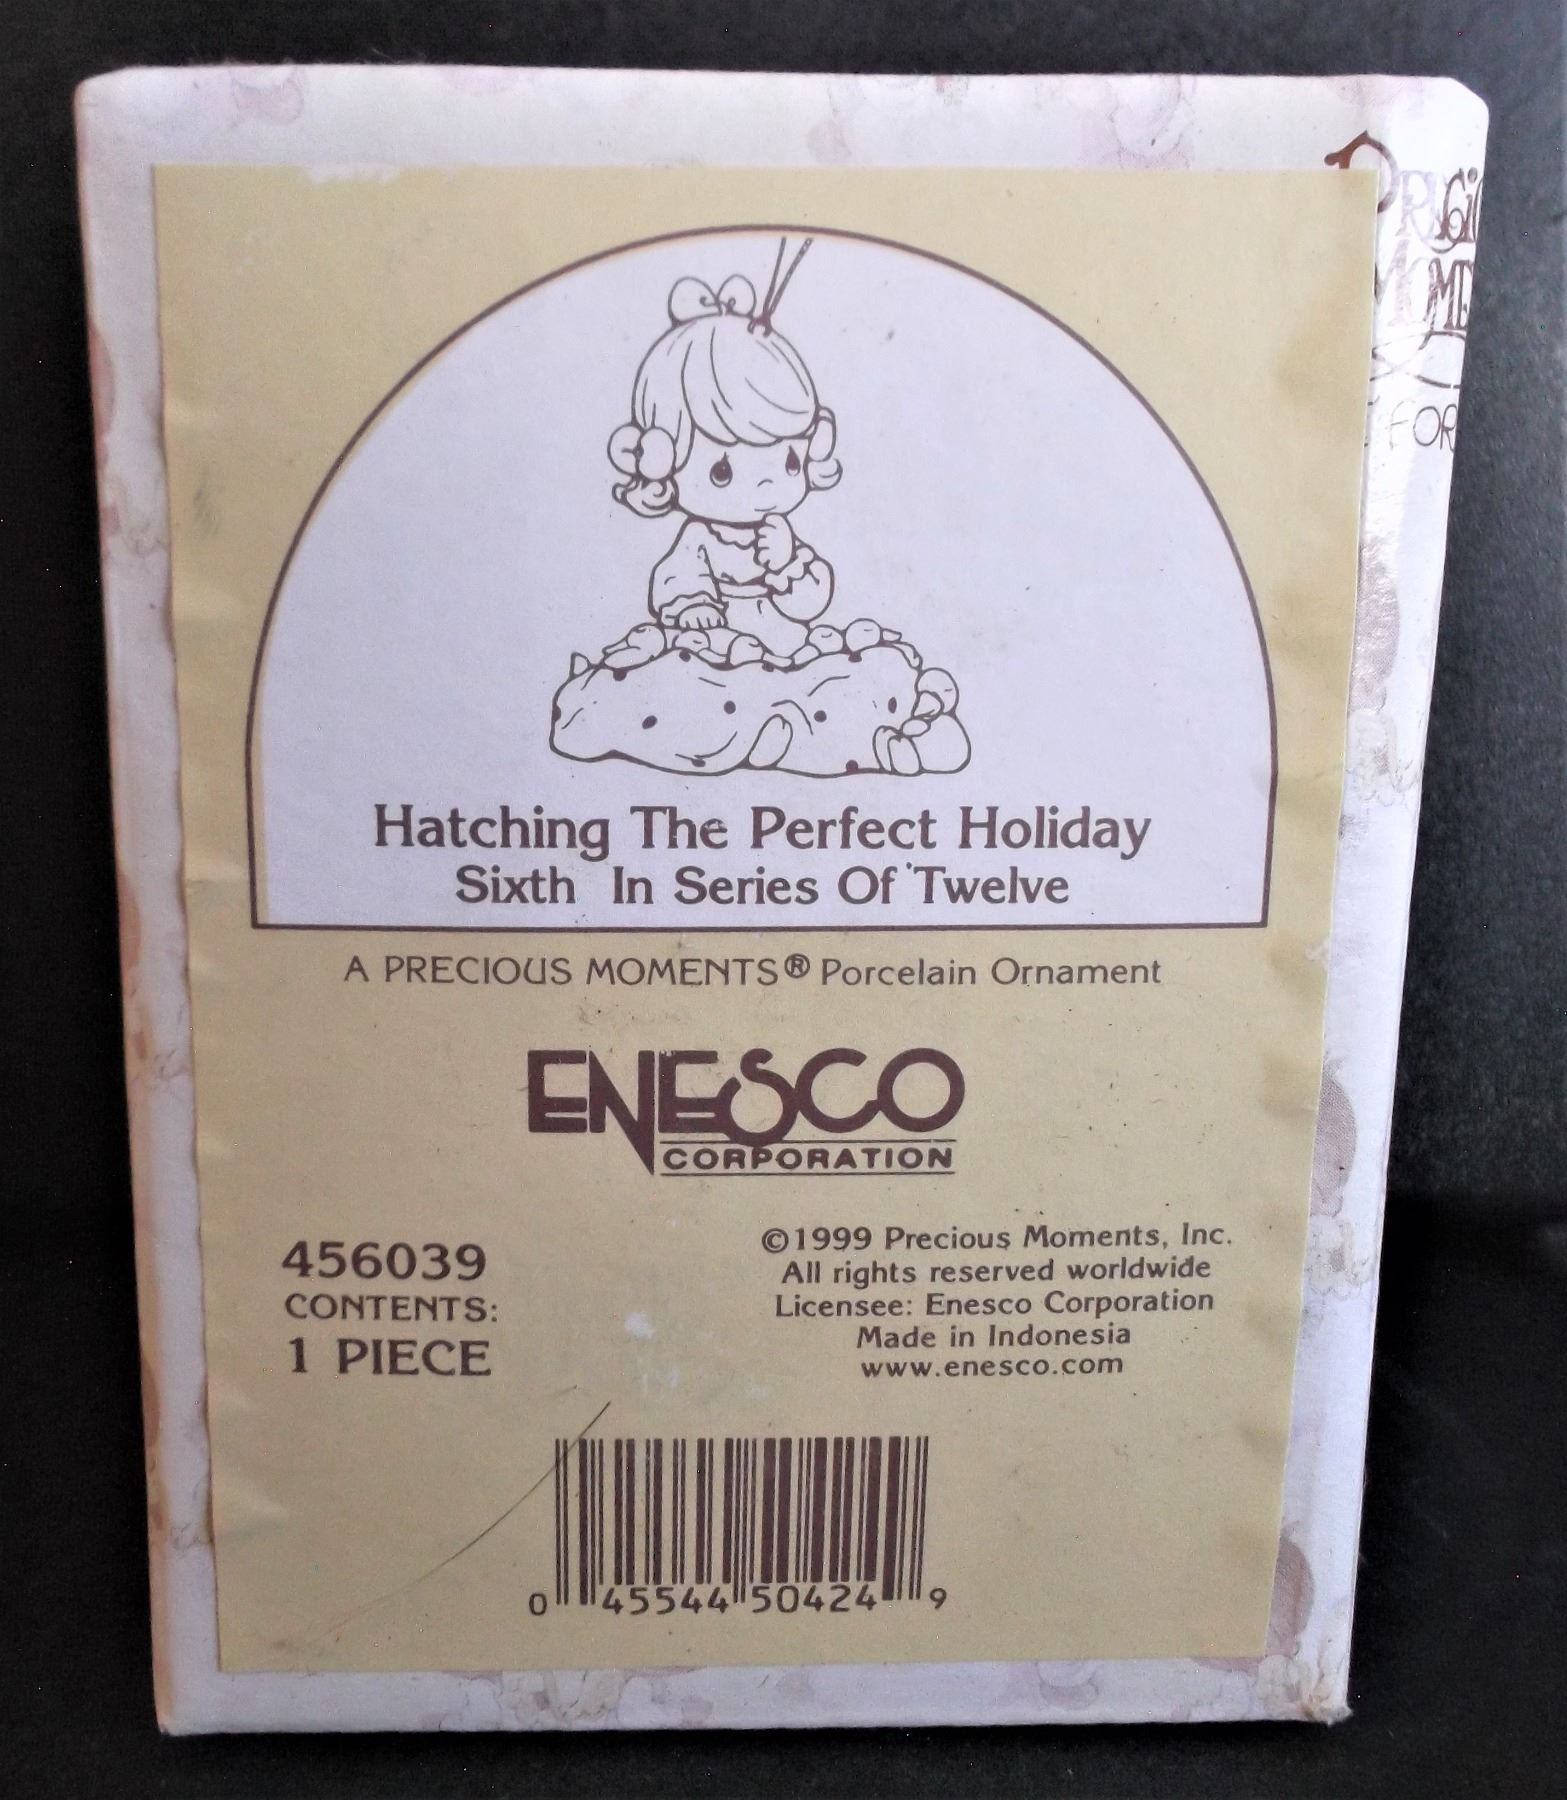 Hatching The Perfect Holiday
Sixth In Series Of Twelve
A PRECIOUS MOMENTS® Porcelain Ornament
ENESCO
CORPORATION
456039
CONTENTS:
1 PIECE
©1999 Precious Moments, Inc.
All rights reserved worldwide
Licensee: Enesco Corporation
Made in Indonesia
www.enesco.com
0 45544 50424 9
FOR